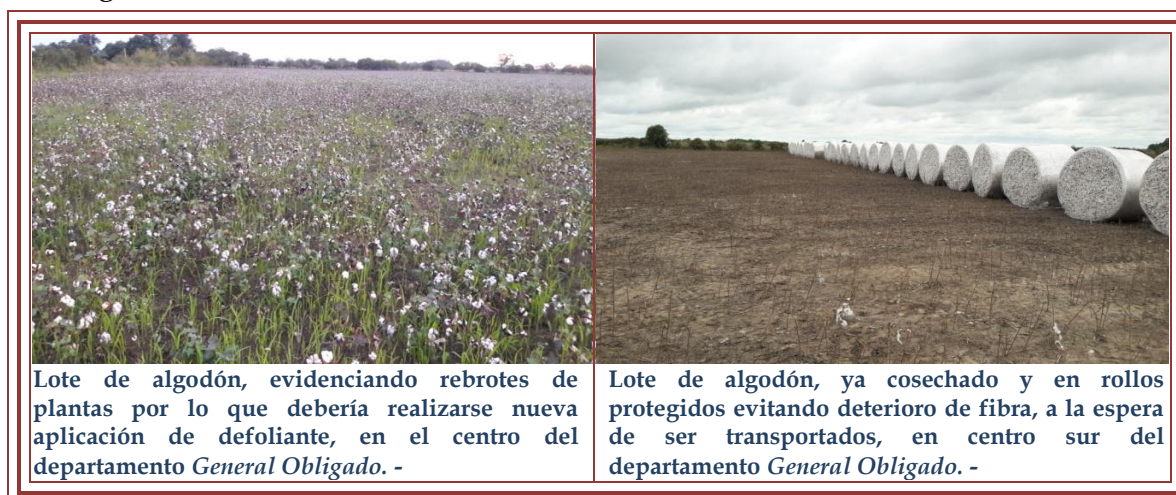 Lote de algodón, evidenciando rebrotes de
plantas por lo que debería realizarse nueva
aplicación de defoliante, en el centro del
departamento General Obligado. -
Lote de algodón, ya cosechado y en rollos
protegidos evitando deterioro de fibra, a la espera
de ser transportados, en centro sur del
departamento General Obligado. -